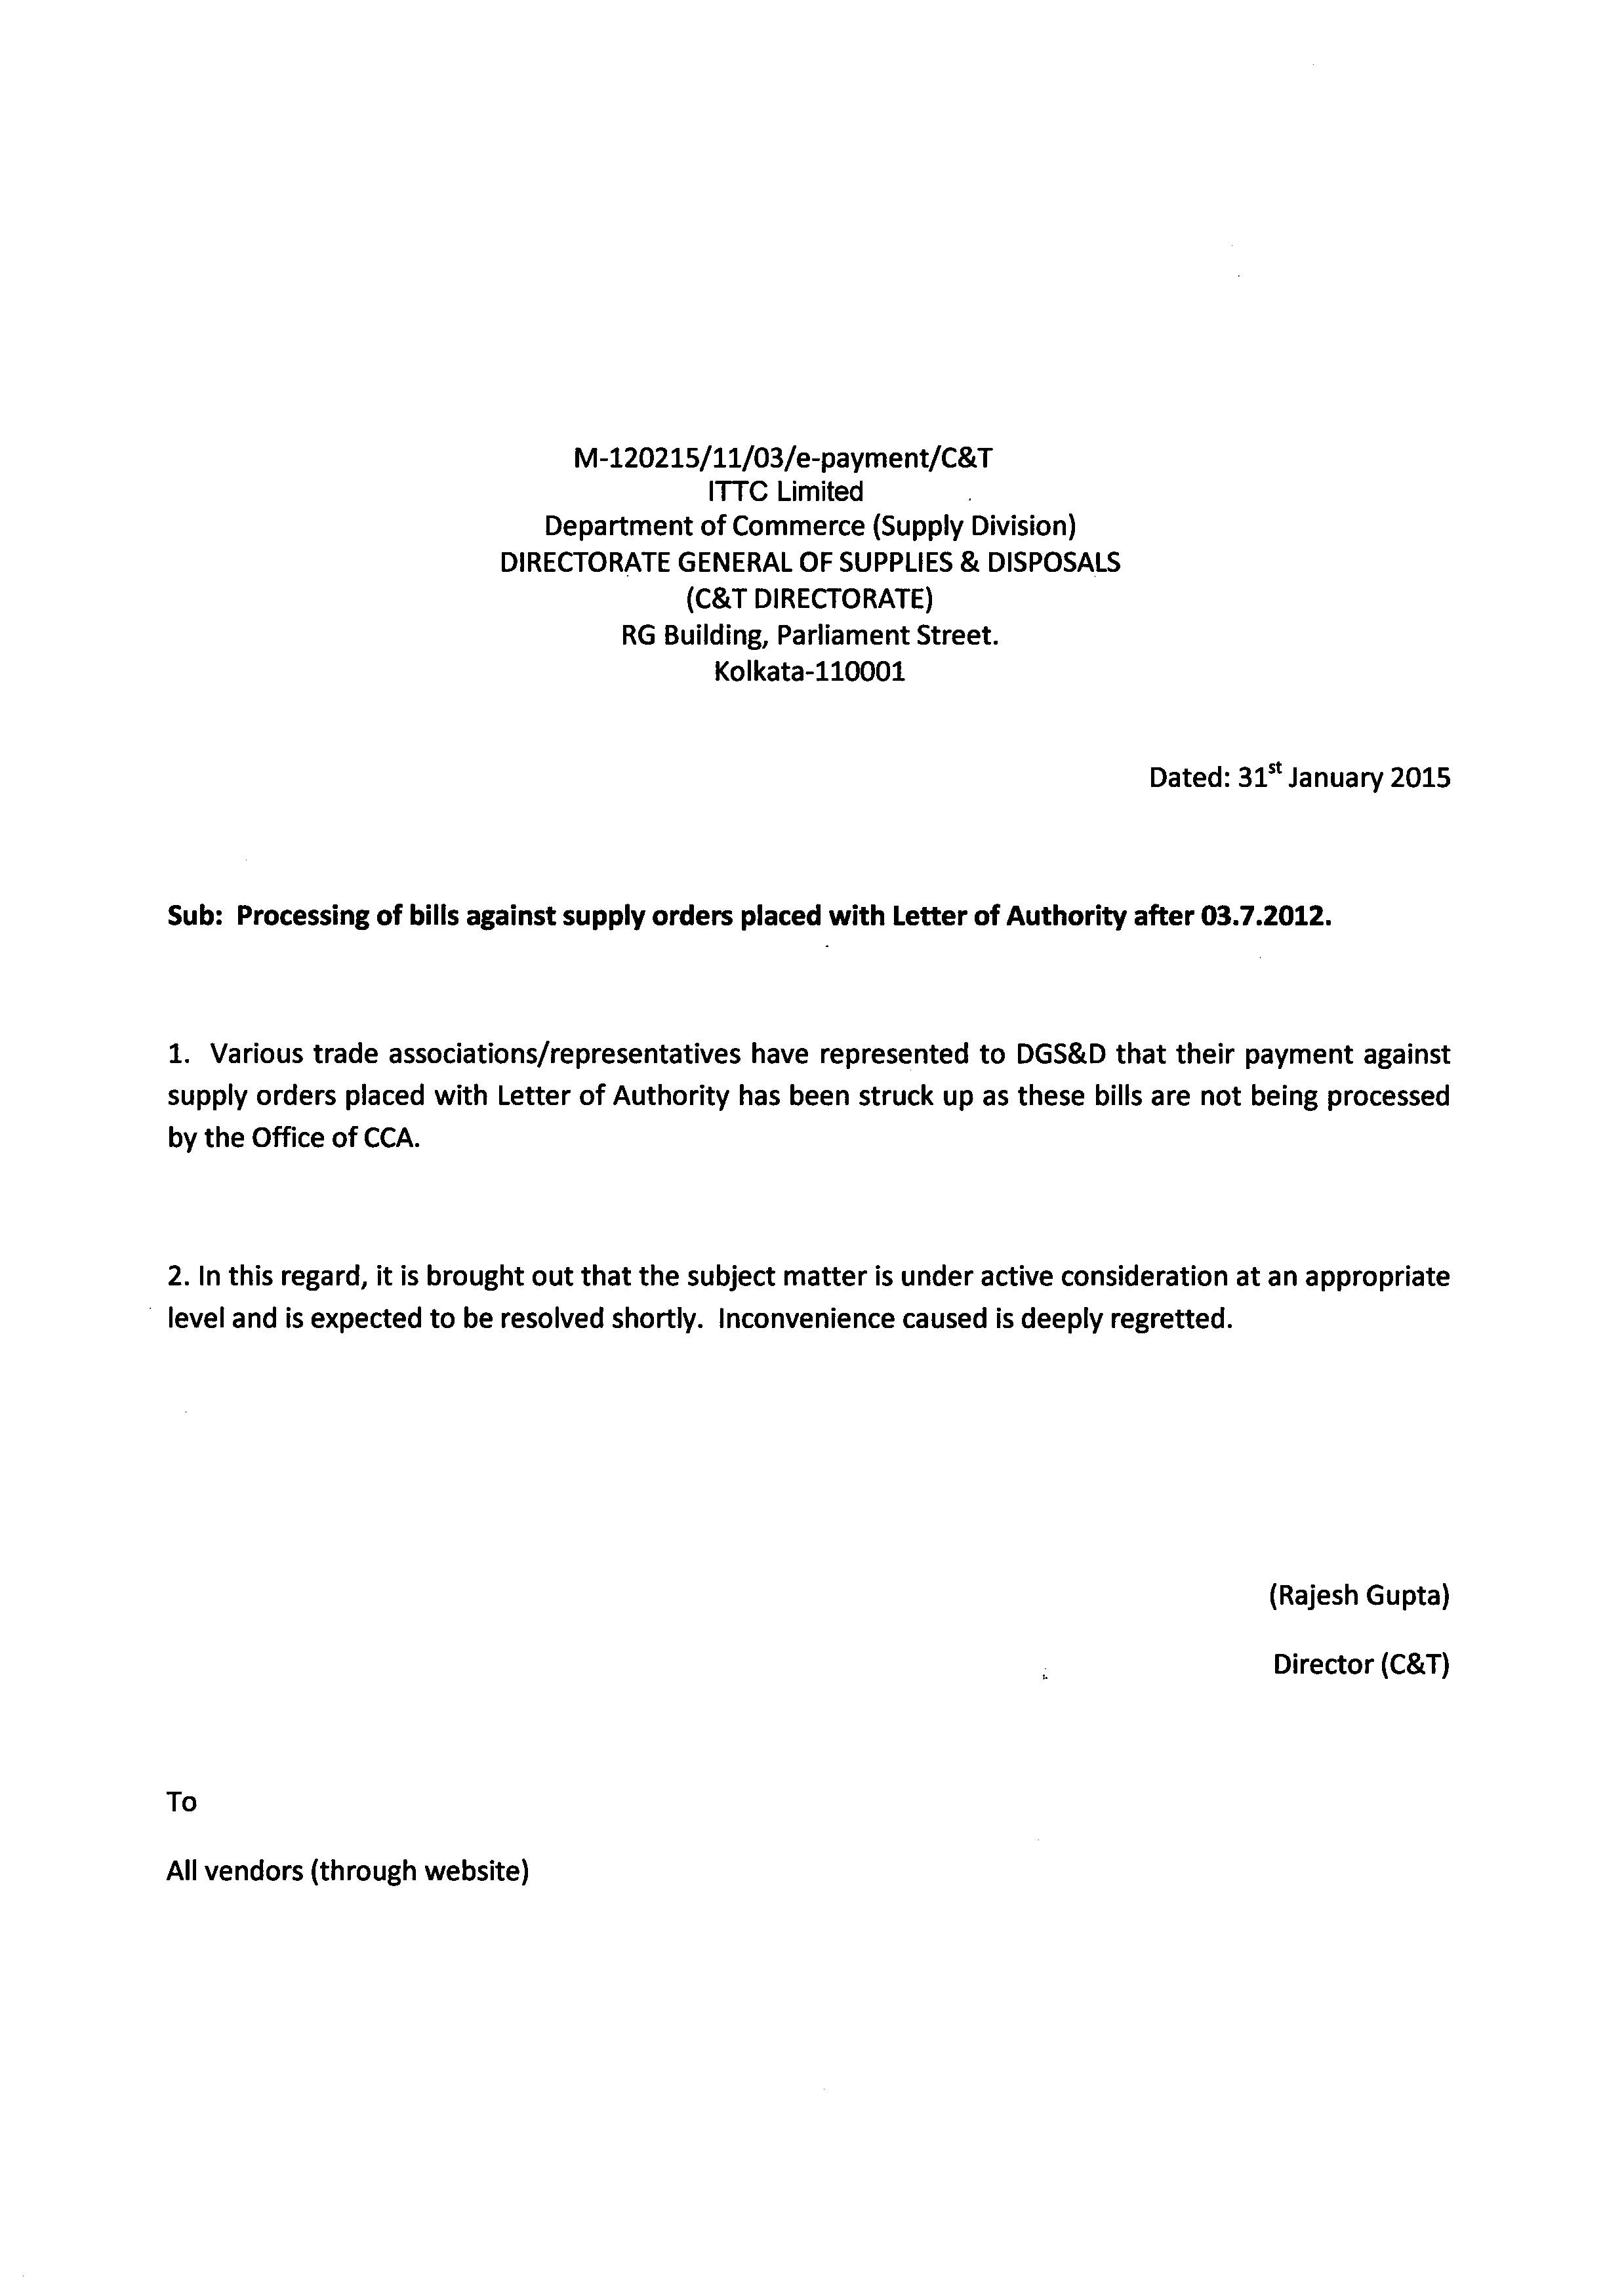 M-120215/11/03/e-payment/C&T
ITTC Limited
Department of Commerce (Supply Division)
DIRECTORATE GENERAL OF SUPPLIES & DISPOSALS
(C&T DIRECTORATE)
RG Building, Parliament Street.
Kolkata-110001
Dated: 31st January 2015
Sub: Processing of bills against supply orders placed with Letter of Authority after 03.7.2012.
1. Various trade associations/representatives have represented to DGS&D that their payment against
supply orders placed with Letter of Authority has been struck up as these bills are not being processed
by the Office of CCA.
2. In this regard, it is brought out that the subject matter is under active consideration at an appropriate
level and is expected to be resolved shortly. Inconvenience caused is deeply regretted.
(Rajesh Gupta)
Director (C&T)
To
All vendors (through website)